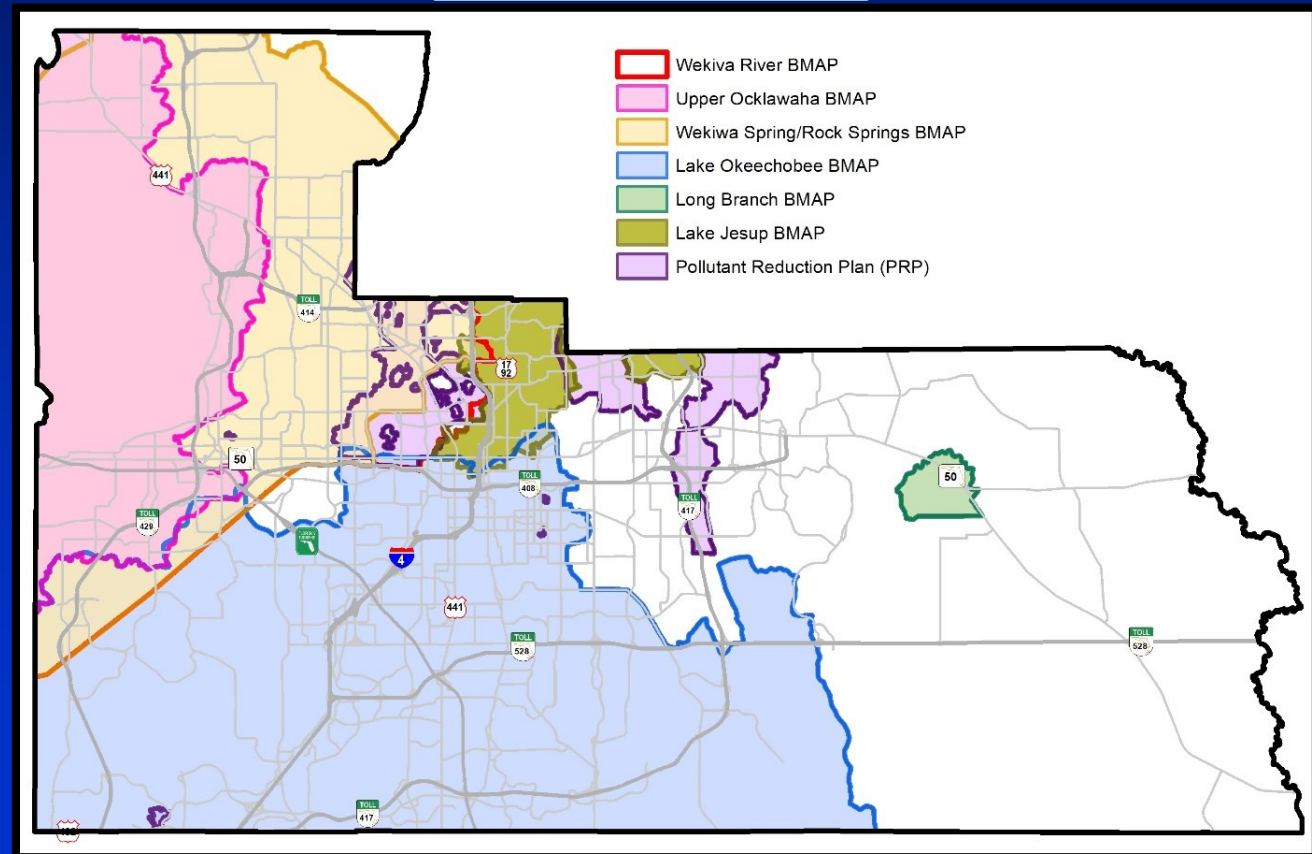 Wekiva River BMAP
Upper Ocklawaha BMAP
Wekiwa Spring/Rock Springs BMAP
Lake Okeechobee BMAP
Long Branch BMAP
Lake Jesup BMAP
Pollutant Reduction Plan (PRP)
441
TOLL
414
17
92
50
TOLL
408
50
TOLL
417
TOLL
429
4
441
TOLL
528
TOLL
528
TOLL
417